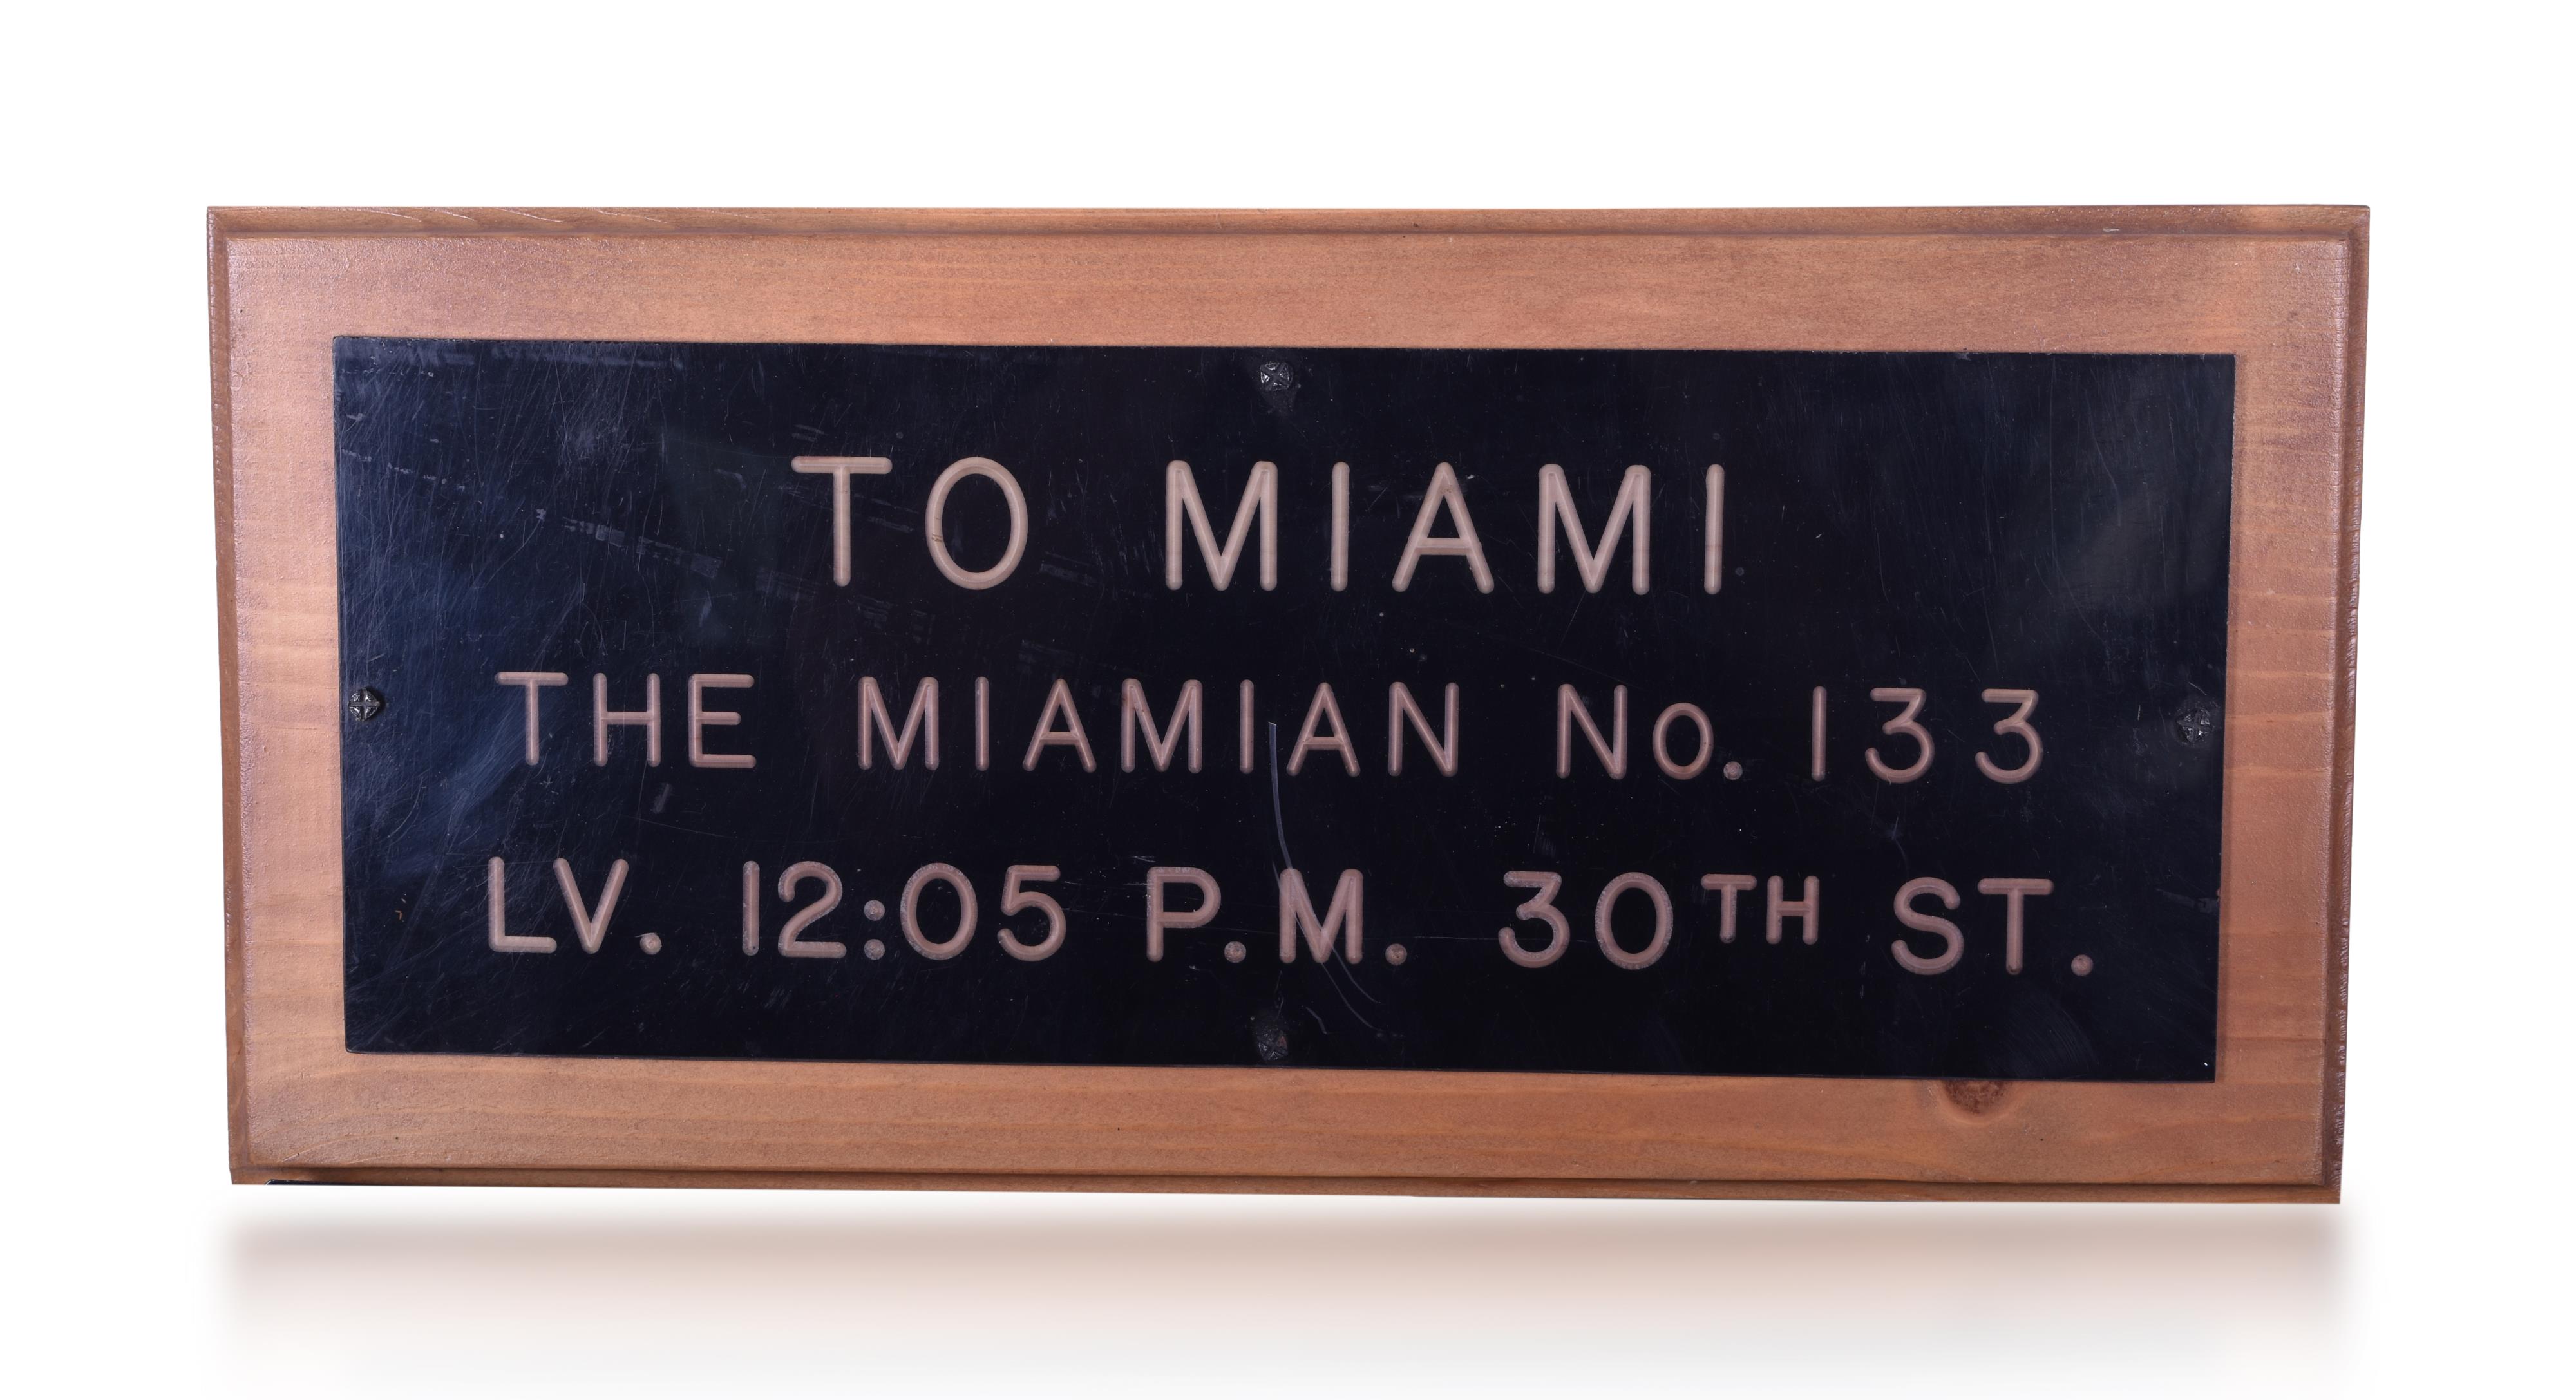 TO MIAMI
THE MIAMIAN No. 133
LV. 12:05 P.M. 30TH ST.